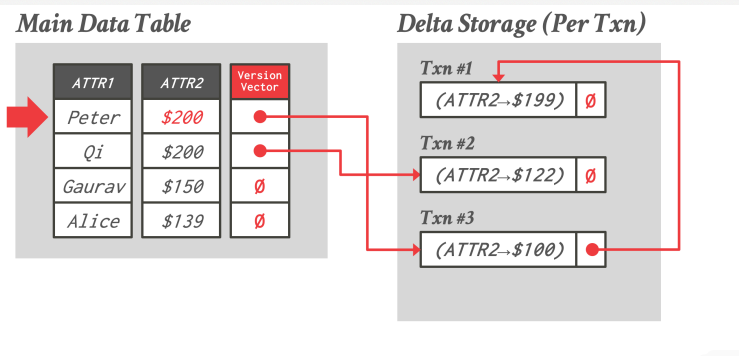 Main Data Table
ATTR1 ATTR2 Version Vector
Peter $200
Qi $200
Gaurav $150 Ø
Alice $139 Ø
Delta Storage (Per Txn)
Txn #1
(ATTR2→$199) Ø
Txn #2
(ATTR2→$122) Ø
Txn #3
(ATTR2→$100)